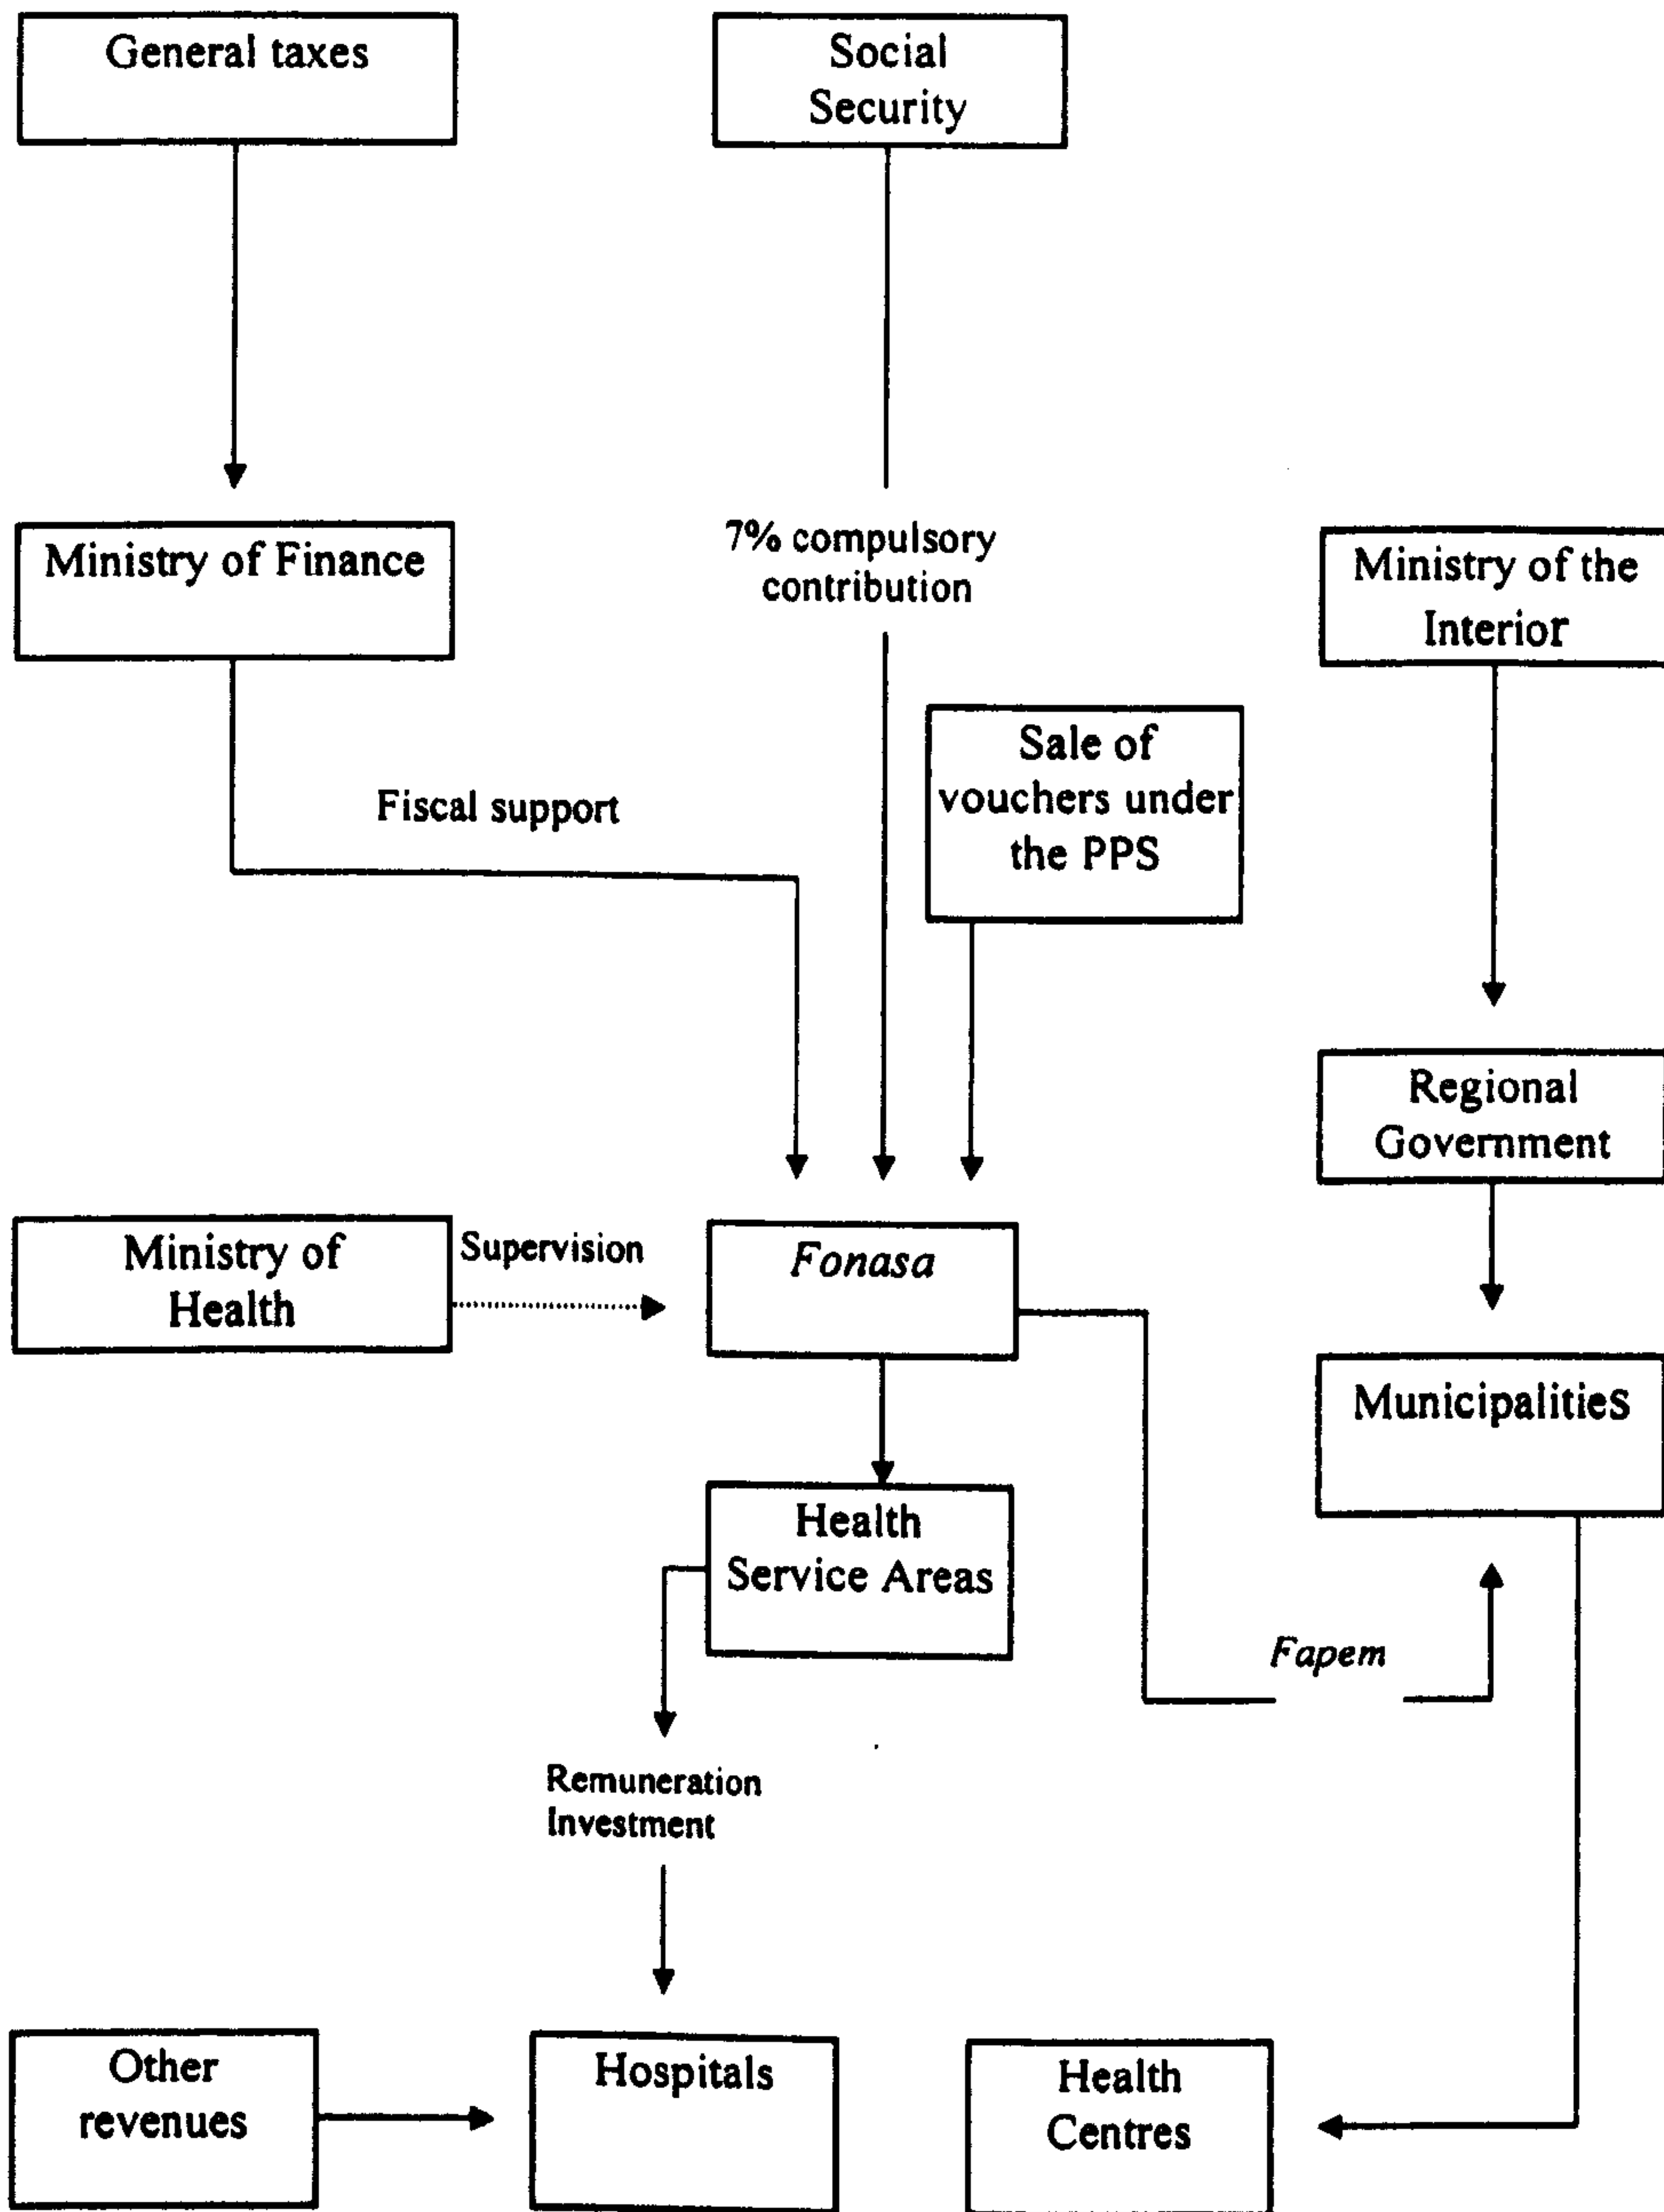 General taxes
Social
Security
Ministry of Finance
7% compulsory
contribution
Ministry of the
Interior
Sale of
vouchers under
the PPS
Fiscal support
Regional
Government
Ministry of
Health
Supervision
Fonasa
Municipalities
Health
Service Areas
Fapem
Remuneration
Investment
Other
revenues
Hospitals
Health
Centres